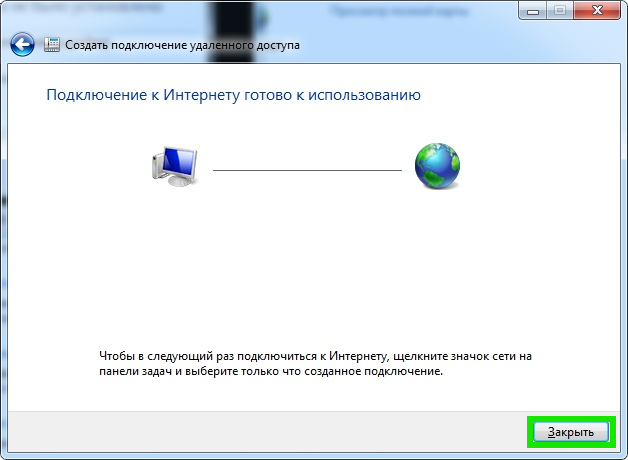 Создать подключение удаленного доступа
Подключение к Интернету готово к использованию
Чтобы в следующий раз подключиться к Интернету, щелкните значок сети на
панели задач и выберите только что созданное подключение.
Закрыть